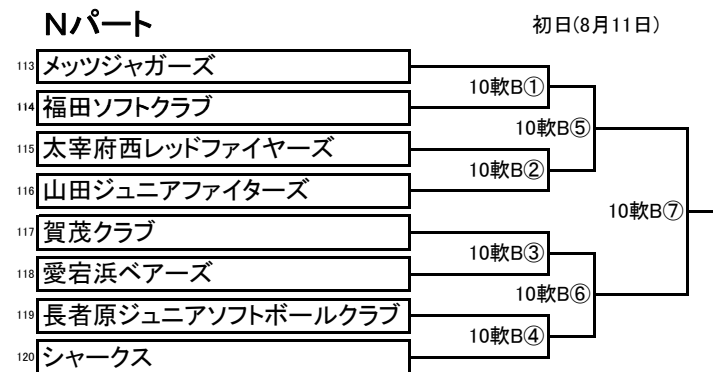 Nパート
初日(8月11日)
113 メッツジャガーズ
10軟B①
114 福田ソフトクラブ
10軟B⑤
115 太宰府西レッドファイヤーズ
10軟B②
116 山田ジュニアファイターズ
10軟B⑦
117 賀茂クラブ
10軟B③
118 愛宕浜ベアーズ
10軟B⑥
119 長者原ジュニアソフトボールクラブ
10軟B④
120 シャークス